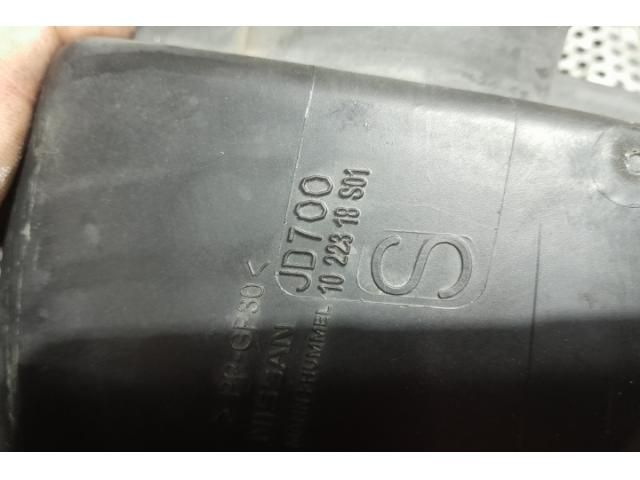 >PP-GF30<
NISSAN JD700
MANN+HUMMEL 10 223 18 S01
S